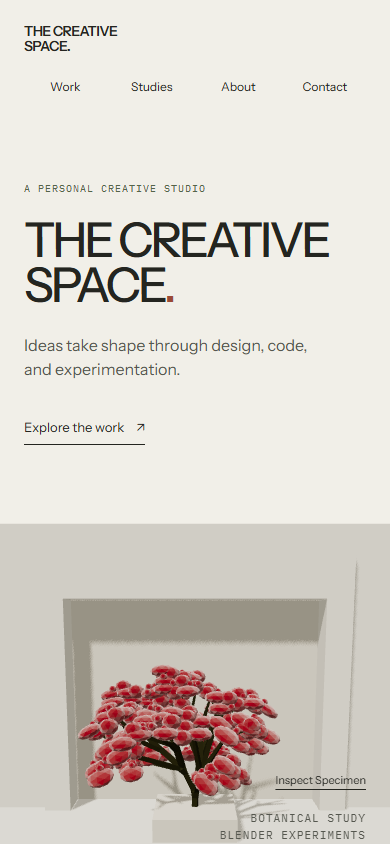 THE CREATIVE
SPACE.
Work Studies About Contact
A PERSONAL CREATIVE STUDIO
THE CREATIVE
SPACE.
Ideas take shape through design, code,
and experimentation.
Explore the work ↗
Inspect Specimen
BOTANICAL STUDY
BLENDER EXPERIMENTS